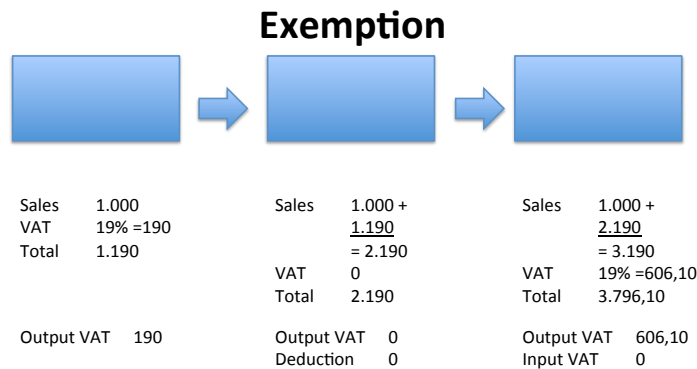 Exemption
Sales 1.000
VAT 19% =190
Total 1.190
Output VAT 190
Sales 1.000 +
1.190
= 2.190
VAT 0
Total 2.190
Output VAT 0
Deduction 0
Sales 1.000 +
2.190
= 3.190
VAT 19% =606,10
Total 3.796,10
Output VAT 606,10
Input VAT 0